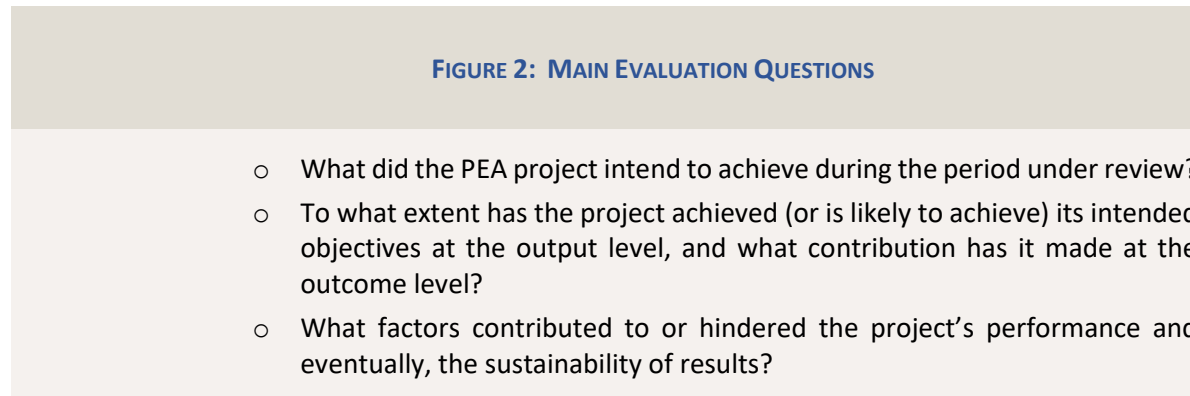 FIGURE 2: MAIN EVALUATION QUESTIONS
o What did the PEA project intend to achieve during the period under review?
o To what extent has the project achieved (or is likely to achieve) its intended
objectives at the output level, and what contribution has it made at the
outcome level?
o What factors contributed to or hindered the project’s performance and
eventually, the sustainability of results?